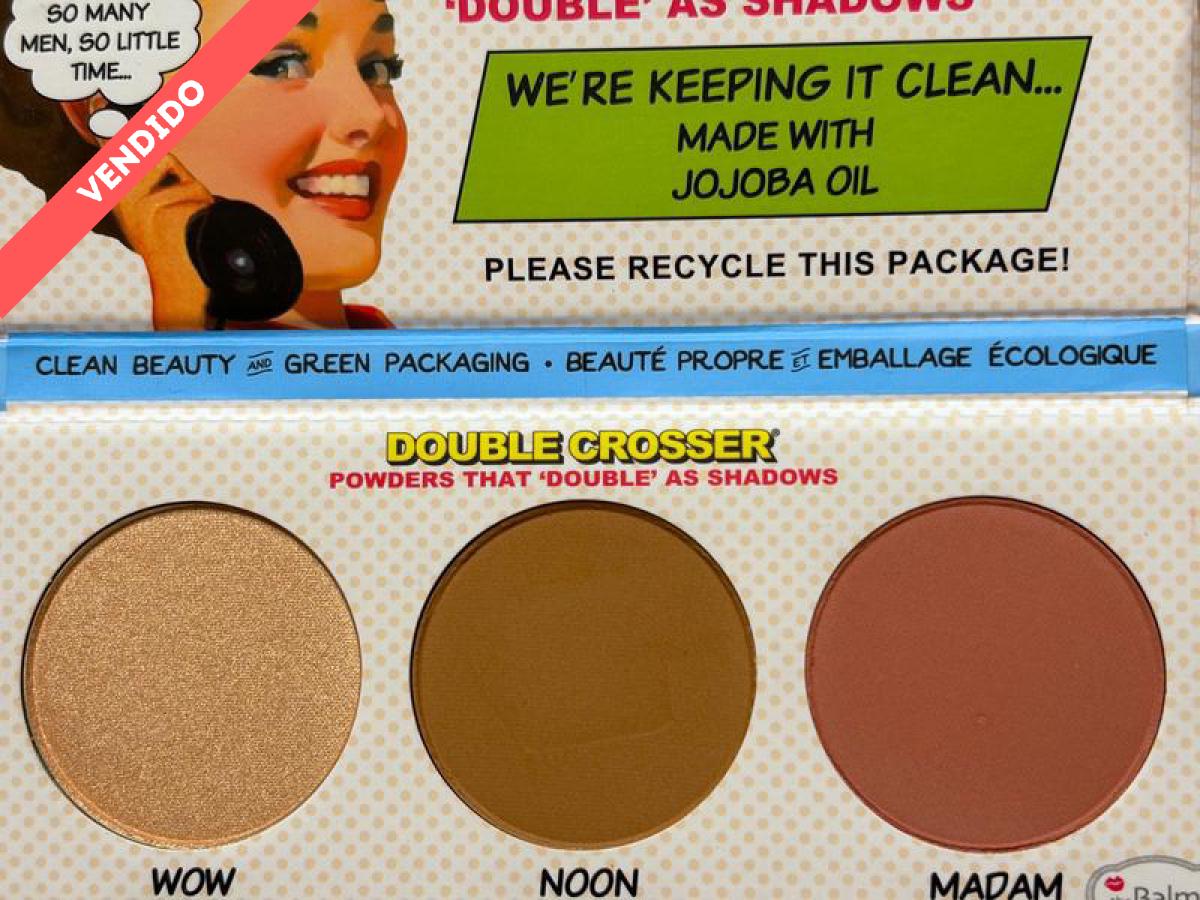 SO MANY
MEN, SO LITTLE
TIME...
VENDIDO
'DOUBLE' AS SHADOWS
WE'RE KEEPING IT CLEAN...
MADE WITH
JOJOBA OIL
PLEASE RECYCLE THIS PACKAGE!
CLEAN BEAUTY AND GREEN PACKAGING • BEAUTÉ PROPRE ET EMBALLAGE ÉCOLOGIQUE
DOUBLE CROSSER®
POWDERS THAT 'DOUBLE' AS SHADOWS
WOW
NOON
MADAM
theBalm